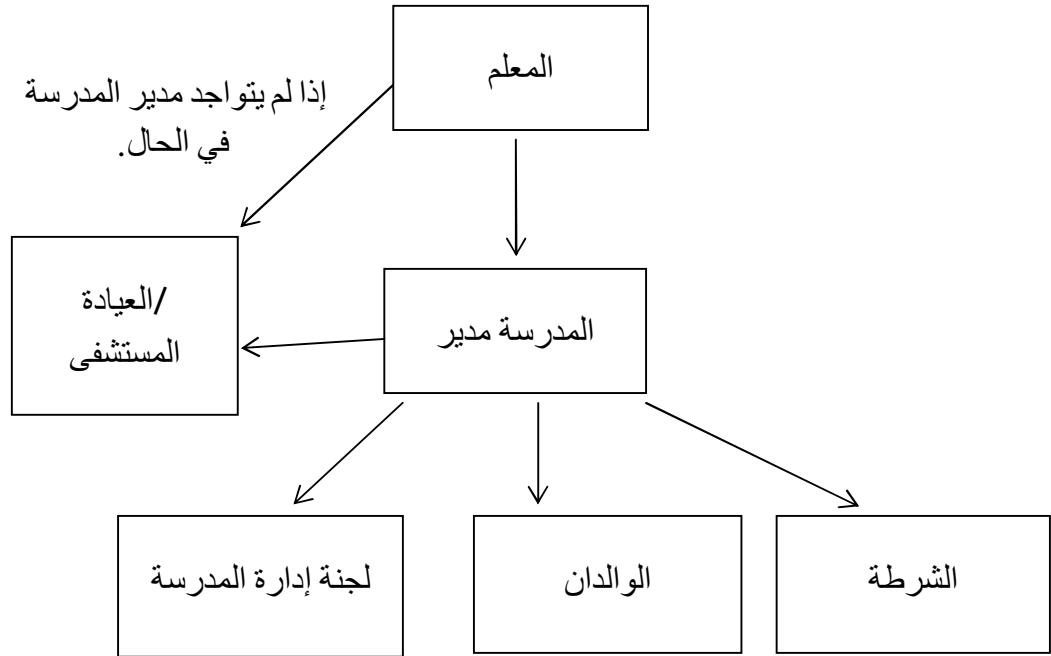 المعلم
إذا لم يتواجد مدير المدرسة
في الحال.
/العيادة
المستشفى
المدرسة مدير
لجنة إدارة المدرسة
الوالدان
الشرطة